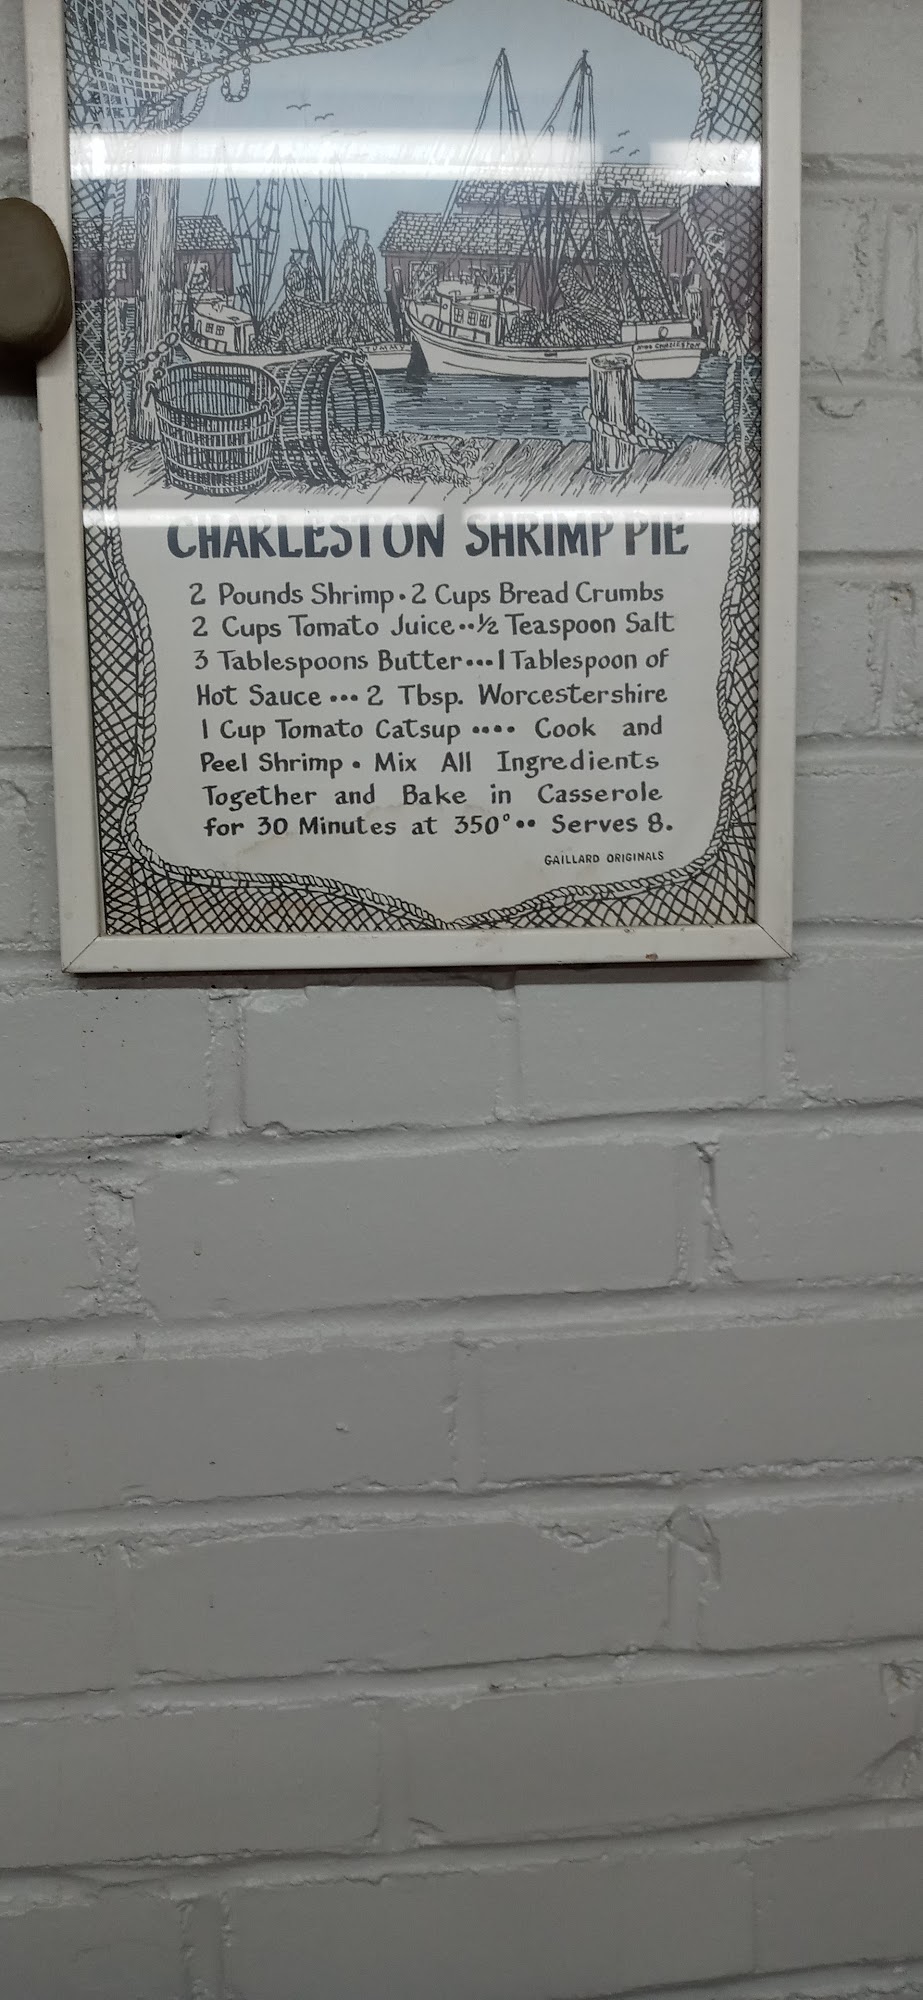 MISS CHARLESTON
CHARLESTON SHRIMP PIE
2 Pounds Shrimp • 2 Cups Bread Crumbs
2 Cups Tomato Juice •• ½ Teaspoon Salt
3 Tablespoons Butter ••• 1 Tablespoon of
Hot Sauce ••• 2 Tbsp. Worcestershire
1 Cup Tomato Catsup •••• Cook and
Peel Shrimp • Mix All Ingredients
Together and Bake in Casserole
for 30 Minutes at 350° •• Serves 8.
GAILLARD ORIGINALS